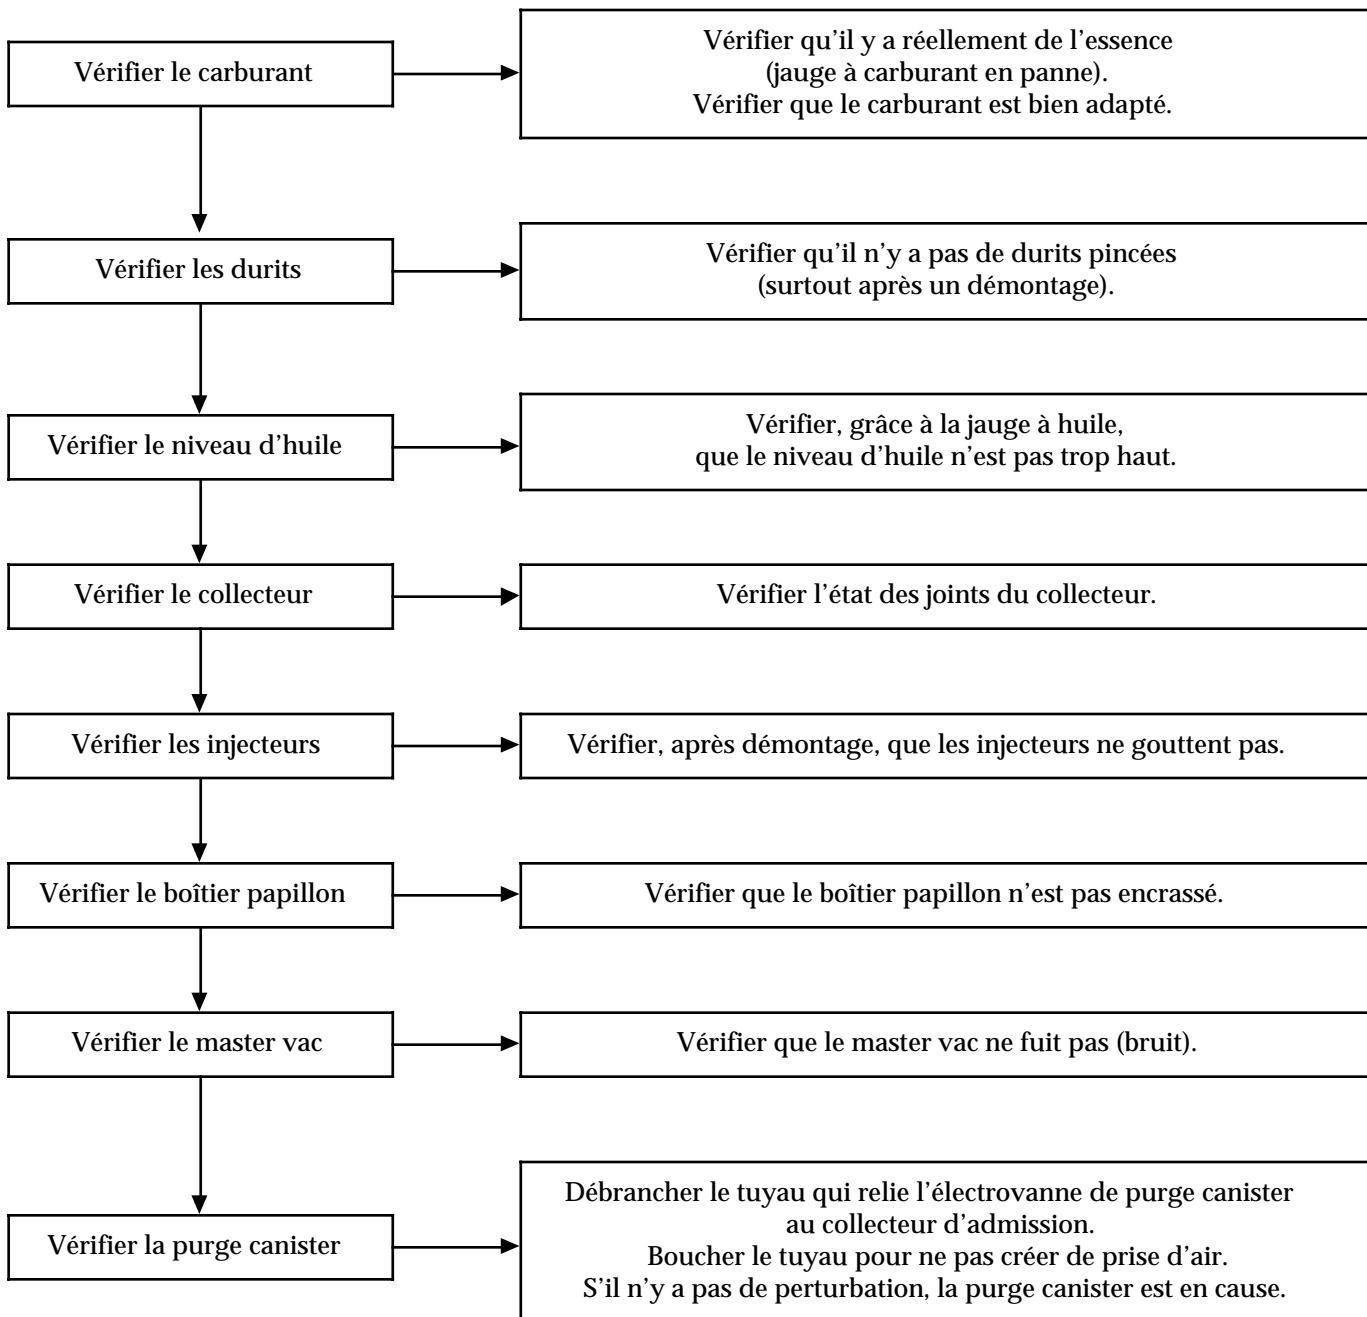 Vérifier le carburant
Vérifier qu’il y a réellement de l’essence
(jauge à carburant en panne).
Vérifier que le carburant est bien adapté.
Vérifier les durits
Vérifier qu’il n’y a pas de durits pincées
(surtout après un démontage).
Vérifier le niveau d’huile
Vérifier, grâce à la jauge à huile,
que le niveau d’huile n’est pas trop haut.
Vérifier le collecteur
Vérifier l’état des joints du collecteur.
Vérifier les injecteurs
Vérifier, après démontage, que les injecteurs ne gouttent pas.
Vérifier le boîtier papillon
Vérifier que le boîtier papillon n’est pas encrassé.
Vérifier le master vac
Vérifier que le master vac ne fuit pas (bruit).
Vérifier la purge canister
Débrancher le tuyau qui relie l’électrovanne de purge canister
au collecteur d’admission.
Boucher le tuyau pour ne pas créer de prise d’air.
S’il n’y a pas de perturbation, la purge canister est en cause.